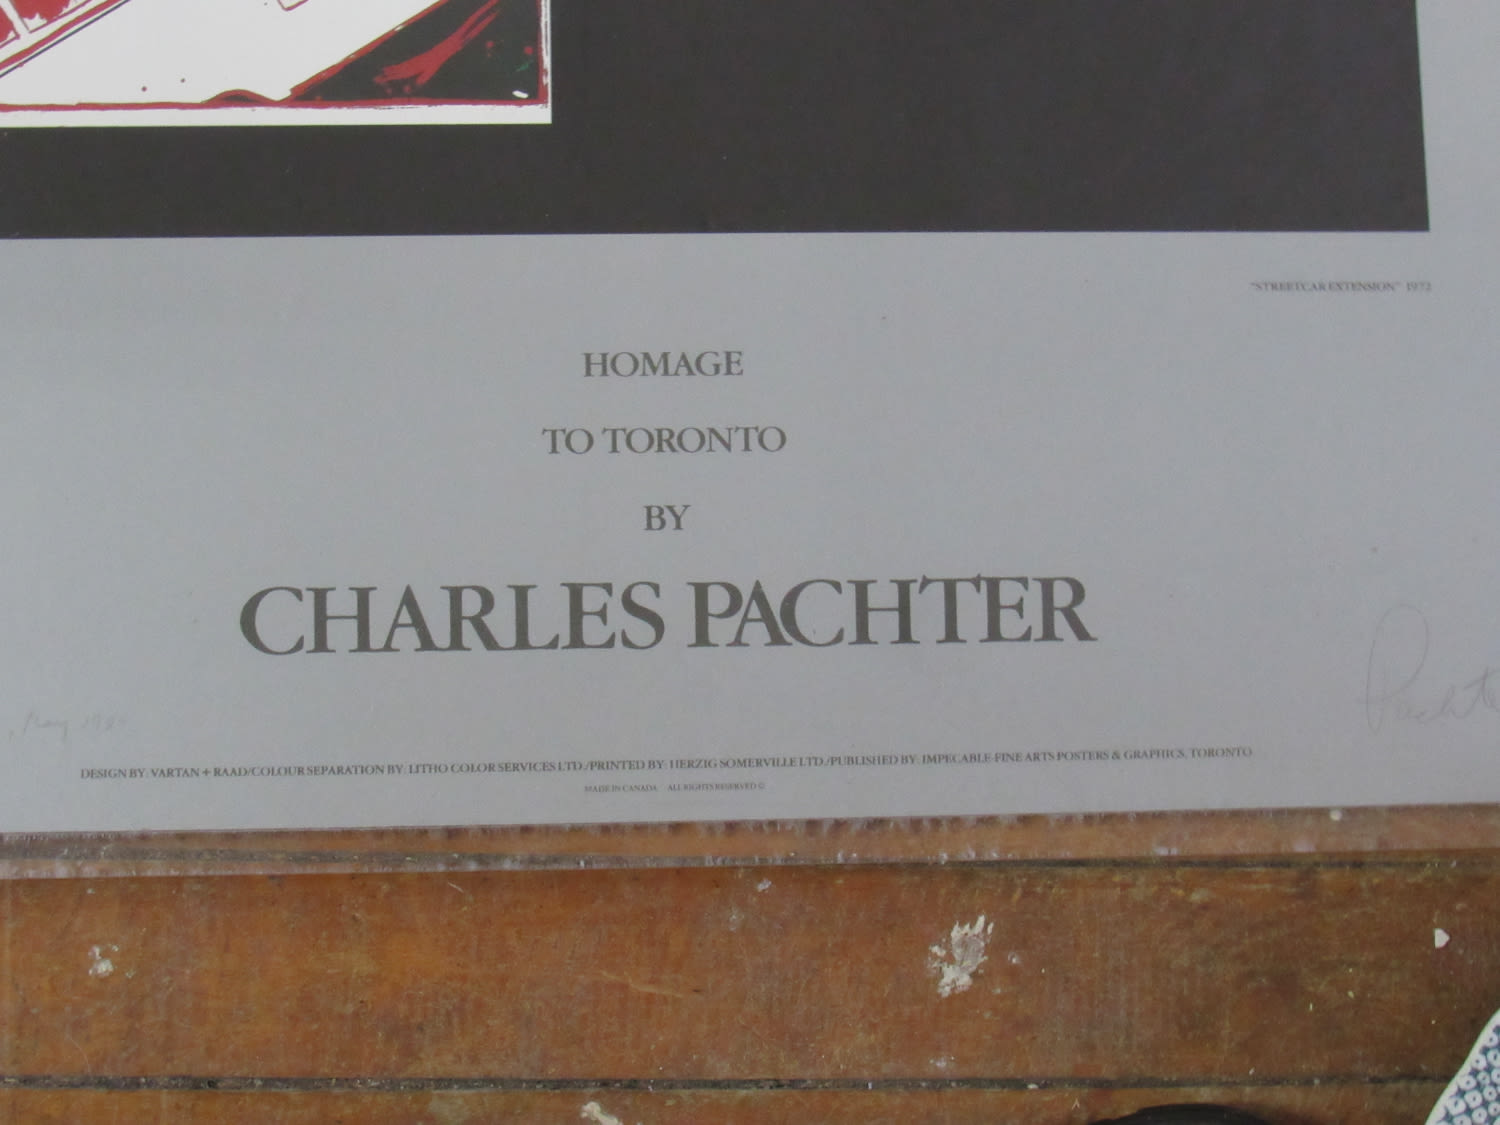 "STREETCAR EXTENSION" 1972
HOMAGE
TO TORONTO
BY
CHARLES PACHTER
May
Pachte
DESIGN BY: VARTAN + RAAD/COLOUR SEPARATION BY: LITHO COLOR SERVICES LTD./PRINTED BY: HERZIG SOMERVILLE LTD./PUBLISHED BY: IMPECABLE-FINE ARTS POSTERS & GRAPHICS, TORONTO
MADE IN CANADA ALL RIGHTS RESERVED ©